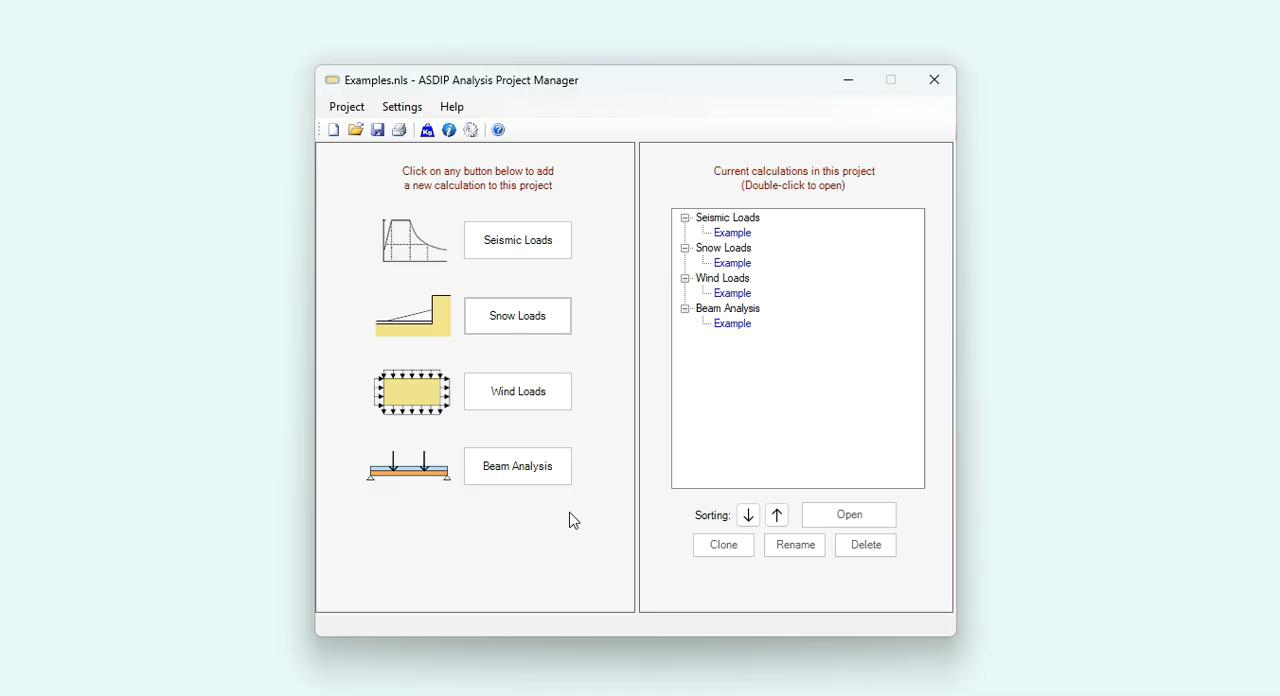 Examples.nls - ASDIP Analysis Project Manager
Project Settings Help
Kg
Click on any button below to add
a new calculation to this project
Seismic Loads
Snow Loads
Wind Loads
Beam Analysis
Current calculations in this project
(Double-click to open)
Seismic Loads
Example
Snow Loads
Example
Wind Loads
Example
Beam Analysis
Example
Sorting: Open
Clone Rename Delete